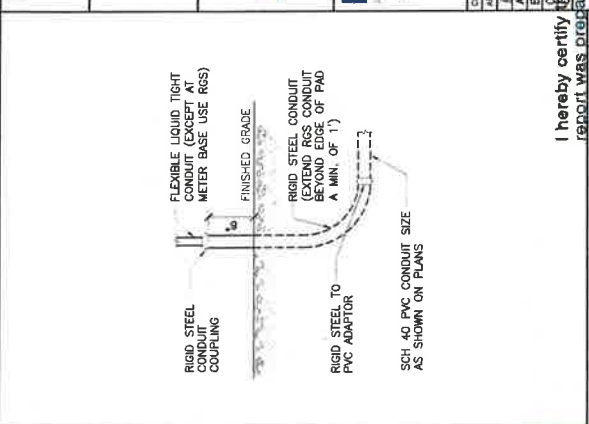 FLEXIBLE LIQUID TIGHT
CONDUIT (EXCEPT AT
METER BASE USE RGS)
RIGID STEEL
CONDUIT
COUPLING
6"
FINISHED GRADE
RIGID STEEL CONDUIT
(EXTEND RGS CONDUIT
BEYOND EDGE OF PAD
A MIN. OF 1')
RIGID STEEL TO
PVC ADAPTOR
SCH 40 PVC CONDUIT SIZE
AS SHOWN ON PLANS
I hereby certify
report was